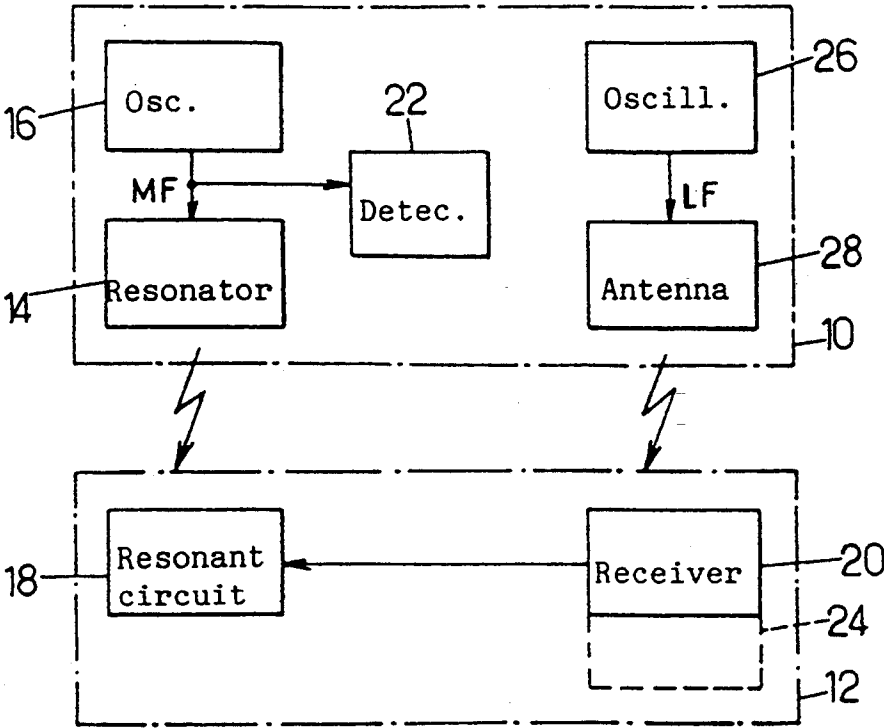 Osc.
16
22
Oscill.
26
MF
Detec.
LF
14
Resonator
Antenna
28
10
18
Resonant
circuit
Receiver
20
24
12